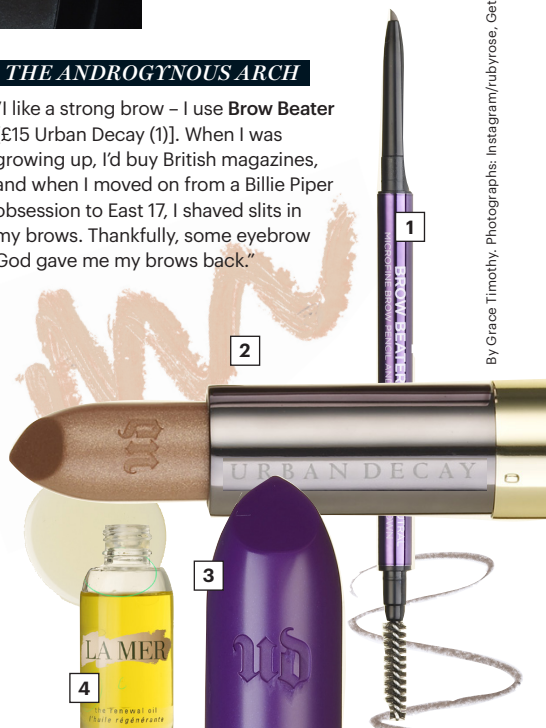 THE ANDROGYNOUS ARCH
“I like a strong brow – I use Brow Beater
[£15 Urban Decay (1)]. When I was
growing up, I’d buy British magazines,
and when I moved on from a Billie Piper
obsession to East 17, I shaved slits in
my brows. Thankfully, some eyebrow
God gave me my brows back.”
By Grace Timothy. Photographs: Instagram/rubyrose, Get
1
BROW BEATER
MICROFINE BROW PENCIL AN
2
UD
URBAN DECAY
3
UD
4
LA MER
the renewal oil
l'huile régénérante